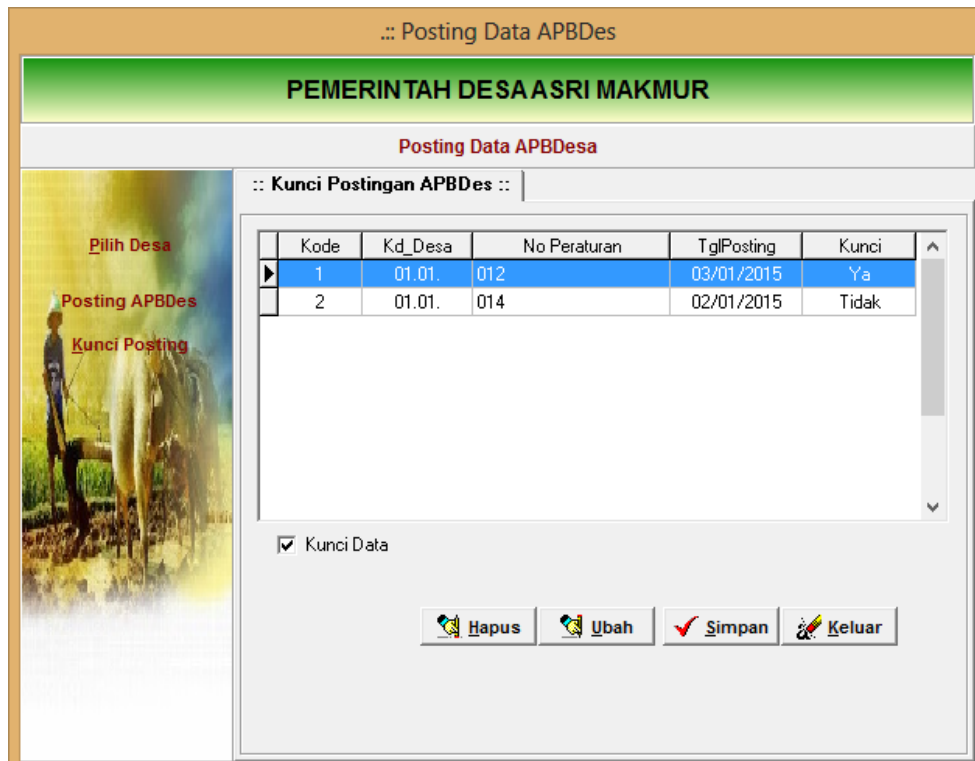 .:: Posting Data APBDes
PEMERINTAH DESA ASRI MAKMUR
Posting Data APBDesa
:: Kunci Postingan APBDes ::
Pilih Desa
Posting APBDes
Kunci Posting
Kode Kd_Desa No Peraturan TglPosting Kunci
1 01.01. 012 03/01/2015 Ya
2 01.01. 014 02/01/2015 Tidak
Kunci Data
Hapus Ubah Simpan Keluar